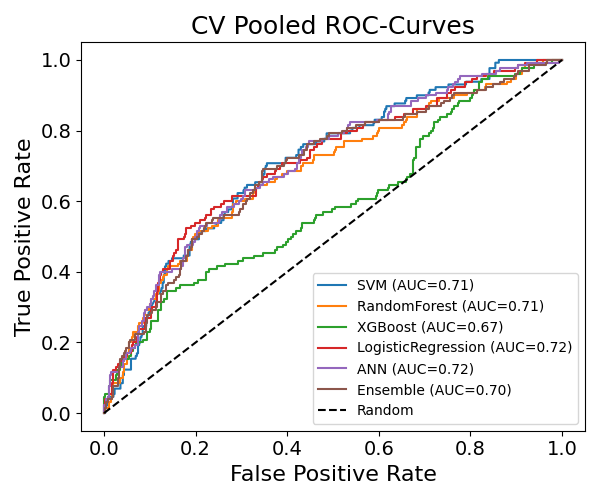 CV Pooled ROC-Curves
True Positive Rate
1.0
0.8
0.6
0.4
0.2
0.0
SVM (AUC=0.71)
RandomForest (AUC=0.71)
XGBoost (AUC=0.67)
LogisticRegression (AUC=0.72)
ANN (AUC=0.72)
Ensemble (AUC=0.70)
Random
0.0 0.2 0.4 0.6 0.8 1.0
False Positive Rate